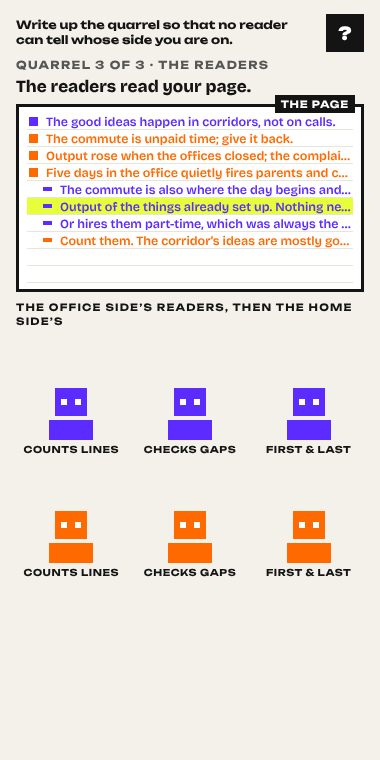 Write up the quarrel so that no reader
can tell whose side you are on.
?
QUARREL 3 OF 3 · THE READERS
The readers read your page.
THE PAGE
The good ideas happen in corridors, not on calls.
The commute is unpaid time; give it back.
Output rose when the offices closed; the complai...
Five days in the office quietly fires parents and c...
The commute is also where the day begins and...
Output of the things already set up. Nothing ne...
Or hires them part-time, which was always the ...
Count them. The corridor's ideas are mostly go...
THE OFFICE SIDE'S READERS, THEN THE HOME
SIDE'S
COUNTS LINES CHECKS GAPS FIRST & LAST
COUNTS LINES CHECKS GAPS FIRST & LAST